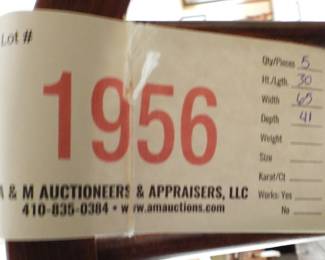 Lot #
1956
Qty/Pieces 5
Ht./Lgth. 30
Width 65
Depth 41
Weight
Size
Karat/Ct
Works: Yes
No
A & M AUCTIONEERS & APPRAISERS, LLC
410-835-0384 • www.amauctions.com